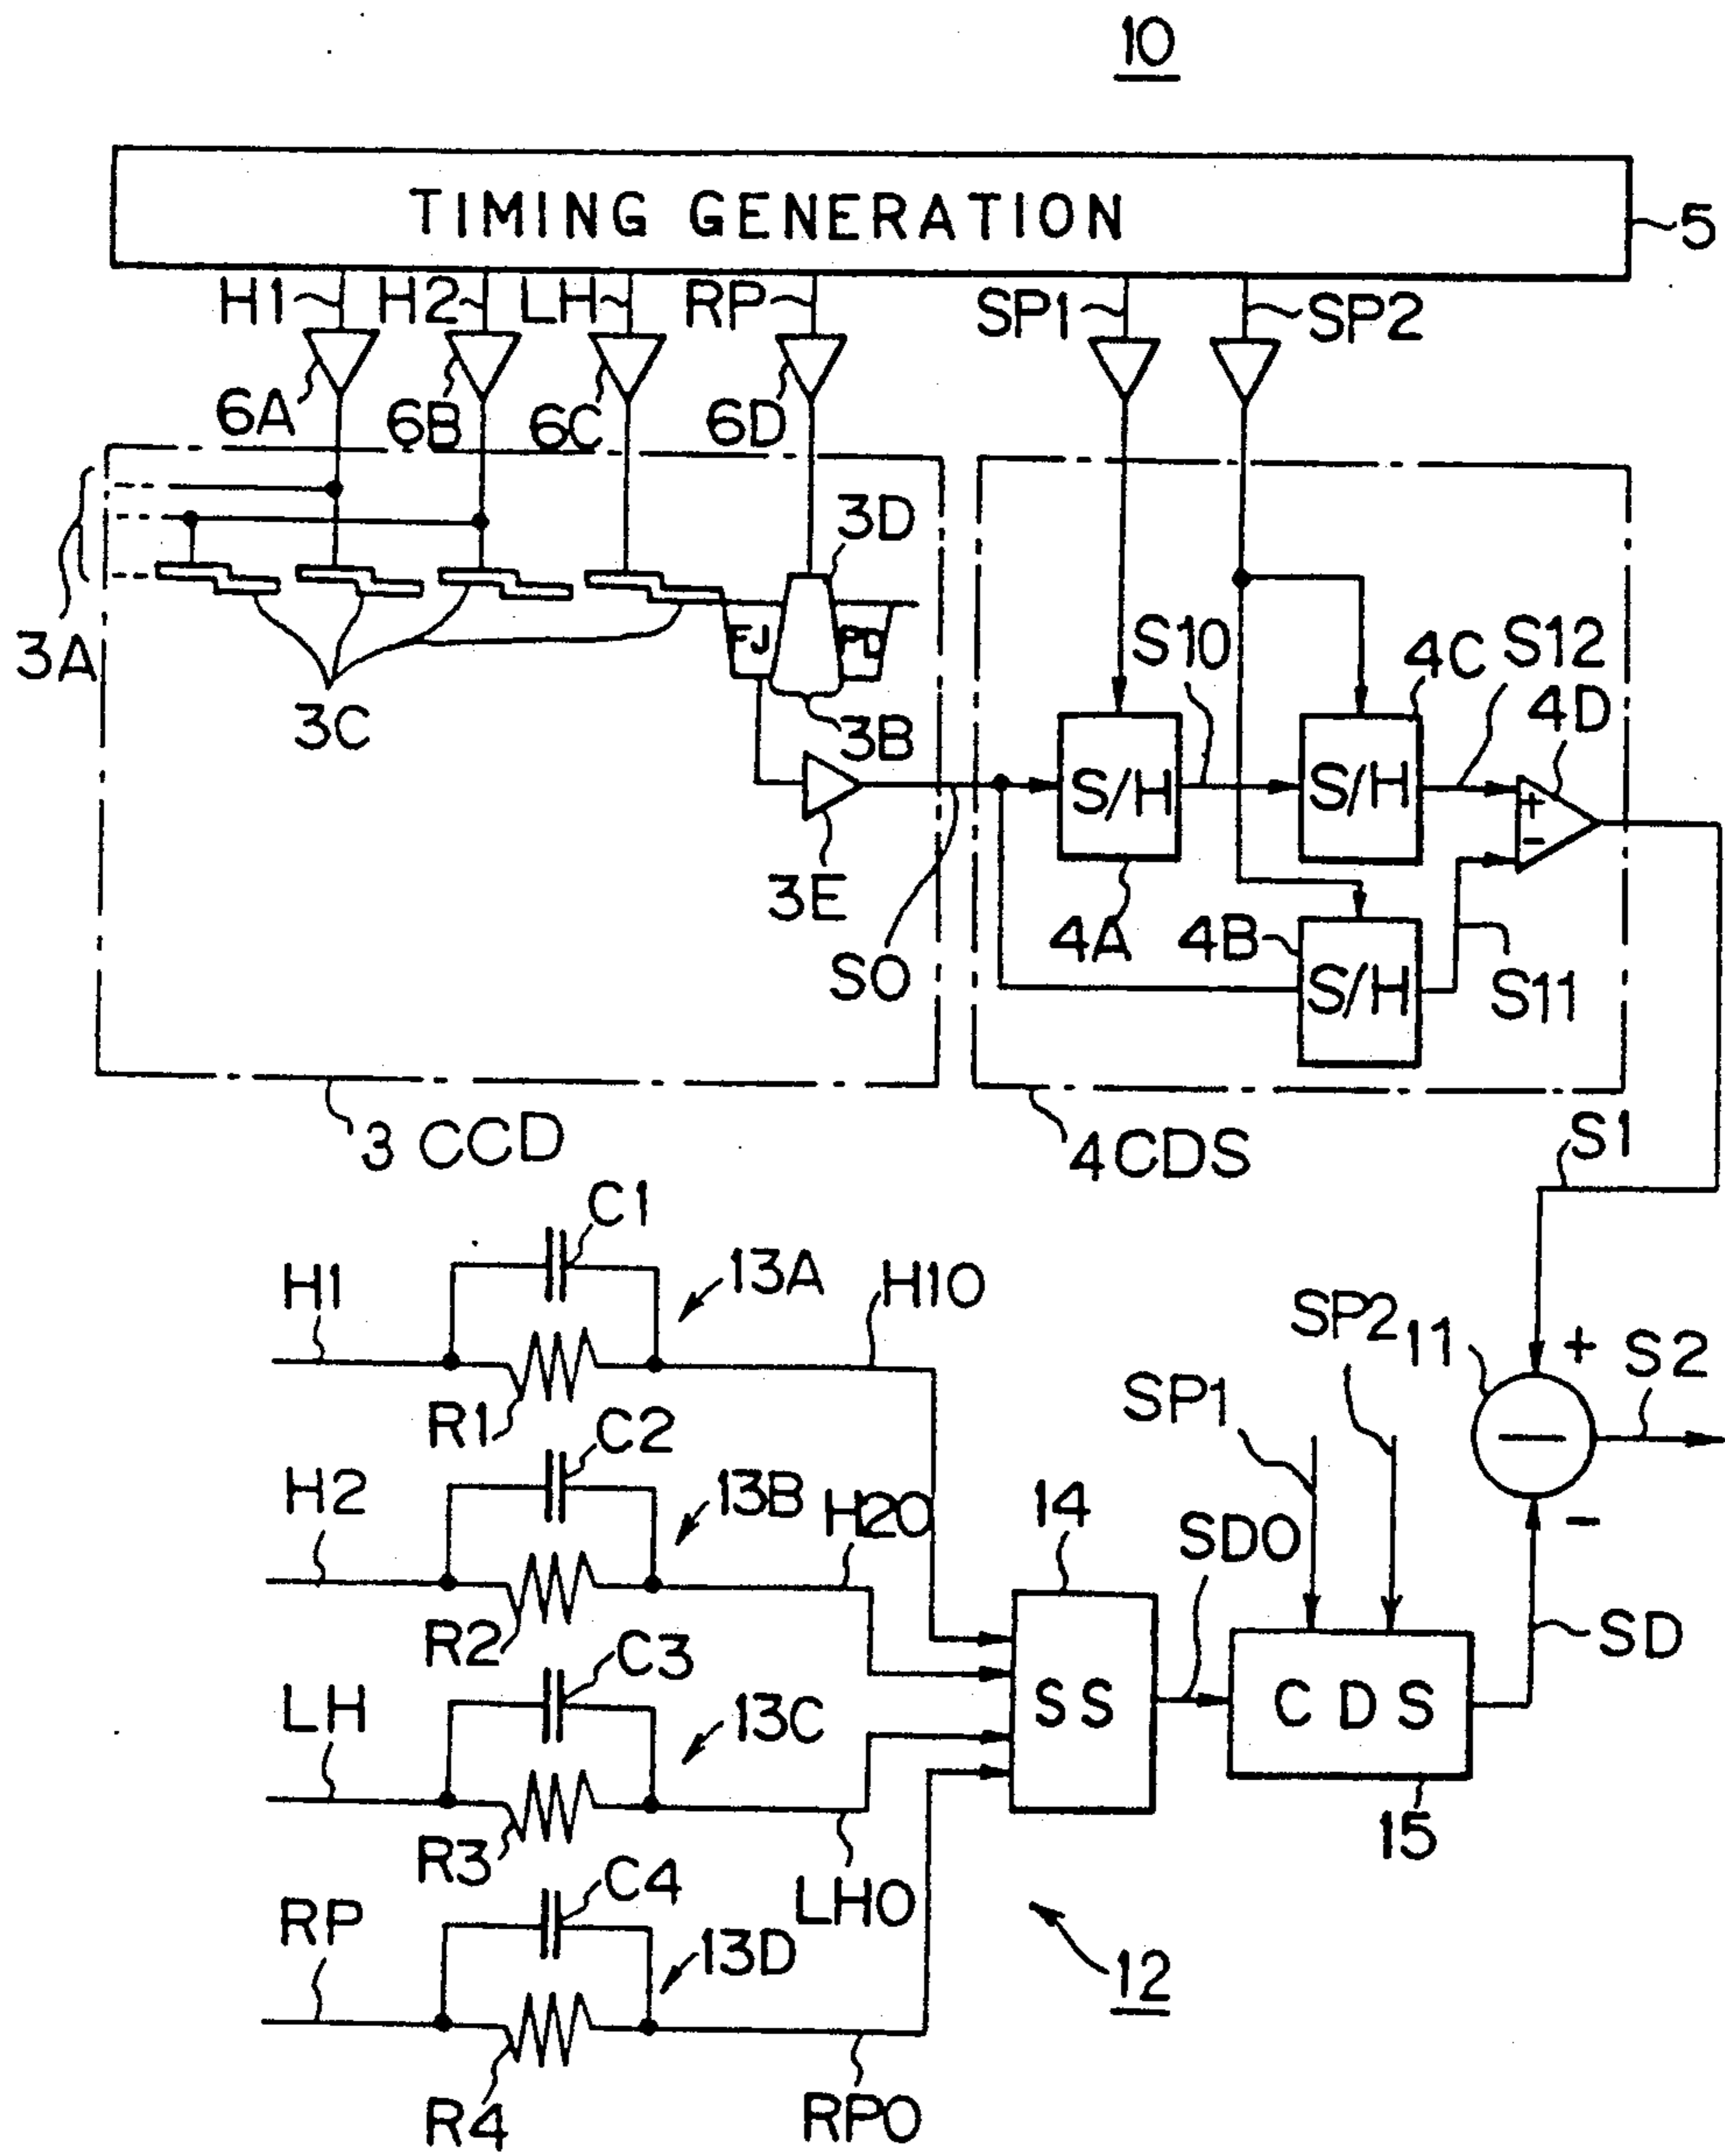 10
TIMING GENERATION
5
H1 H2 LH RP SP1 SP2
6A 6B 6C 6D
3D
3A
FJ PD
S10 4C S12
3C
3B
4D
S/H S/H
+
-
3E
4A 4B
S0
S/H
S11
3 CCD
4 CDS
S1
C1
H1
13A
H10
SP2
11
+
S2
SP1
R1
C2
H2
13B
H20
14
SD0
-
R2
C3
SD
LH
13C
SS
CDS
R3
15
C4
LH0
RP
13D
12
R4
RP0